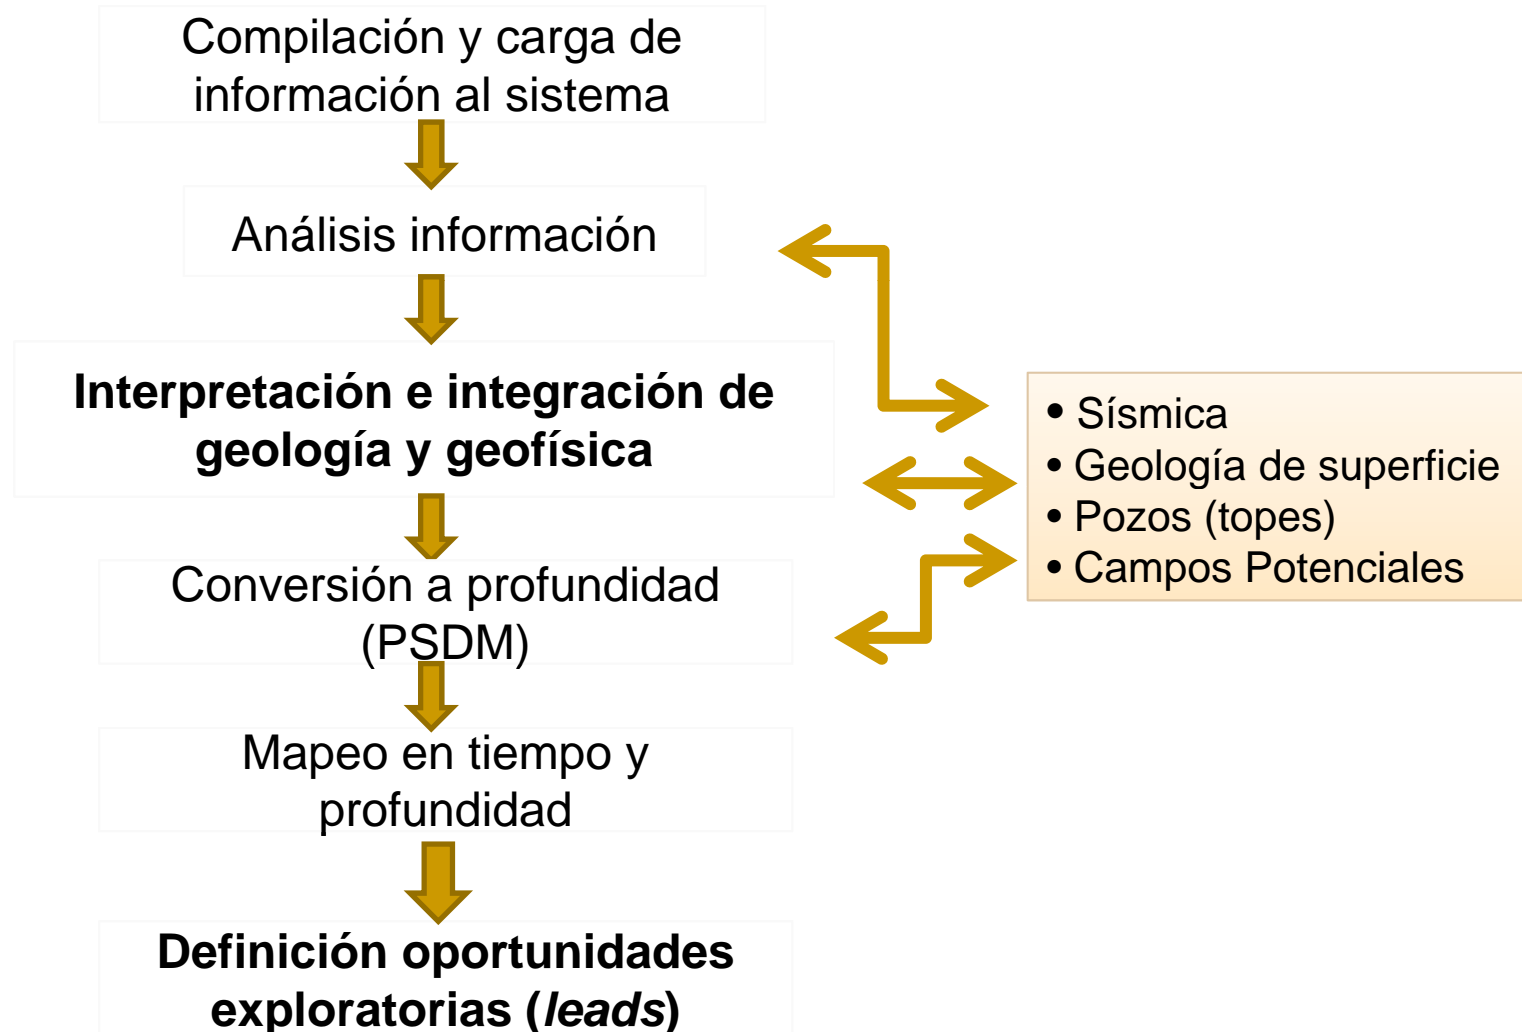 Compilación y carga de
información al sistema
Análisis información
Interpretación e integración de
geología y geofísica
Conversión a profundidad
(PSDM)
Mapeo en tiempo y
profundidad
Definición oportunidades
exploratorias (leads)
• Sísmica
• Geología de superficie
• Pozos (topes)
• Campos Potenciales